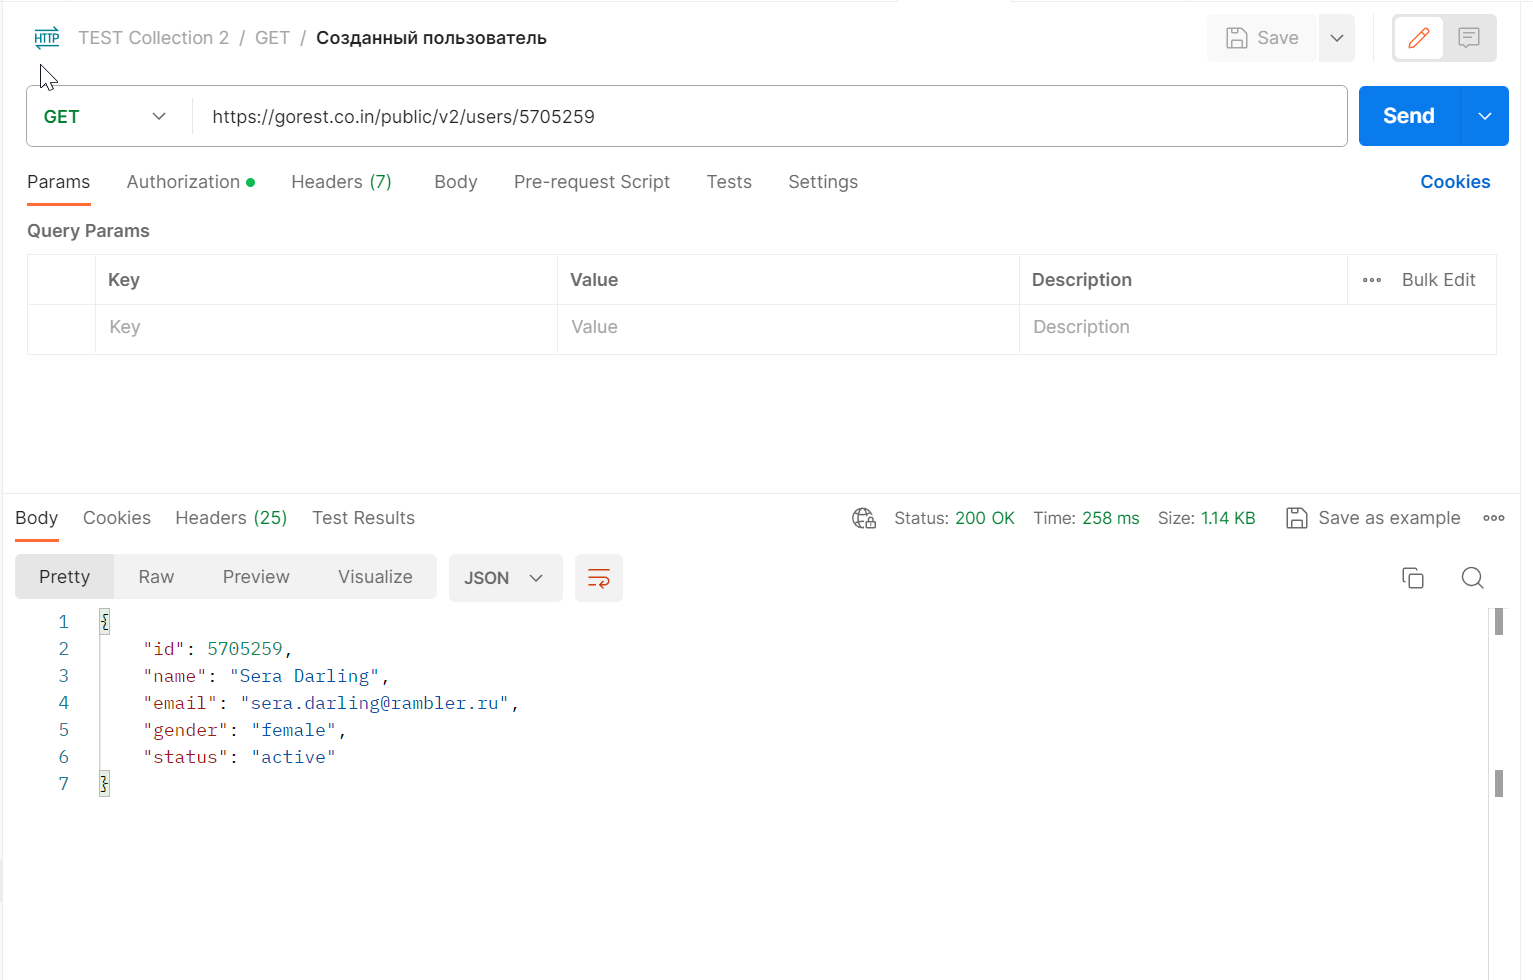 HTTP TEST Collection 2 / GET / Созданный пользователь Save
GET https://gorest.co.in/public/v2/users/5705259 Send
Params Authorization Headers (7) Body Pre-request Script Tests Settings Cookies
Query Params
Key Value Description Bulk Edit
Key Value Description
Body Cookies Headers (25) Test Results Status: 200 OK Time: 258 ms Size: 1.14 KB Save as example
Pretty Raw Preview Visualize JSON
1 {
2 "id": 5705259,
3 "name": "Sera Darling",
4 "email": "sera.darling@rambler.ru",
5 "gender": "female",
6 "status": "active"
7 }